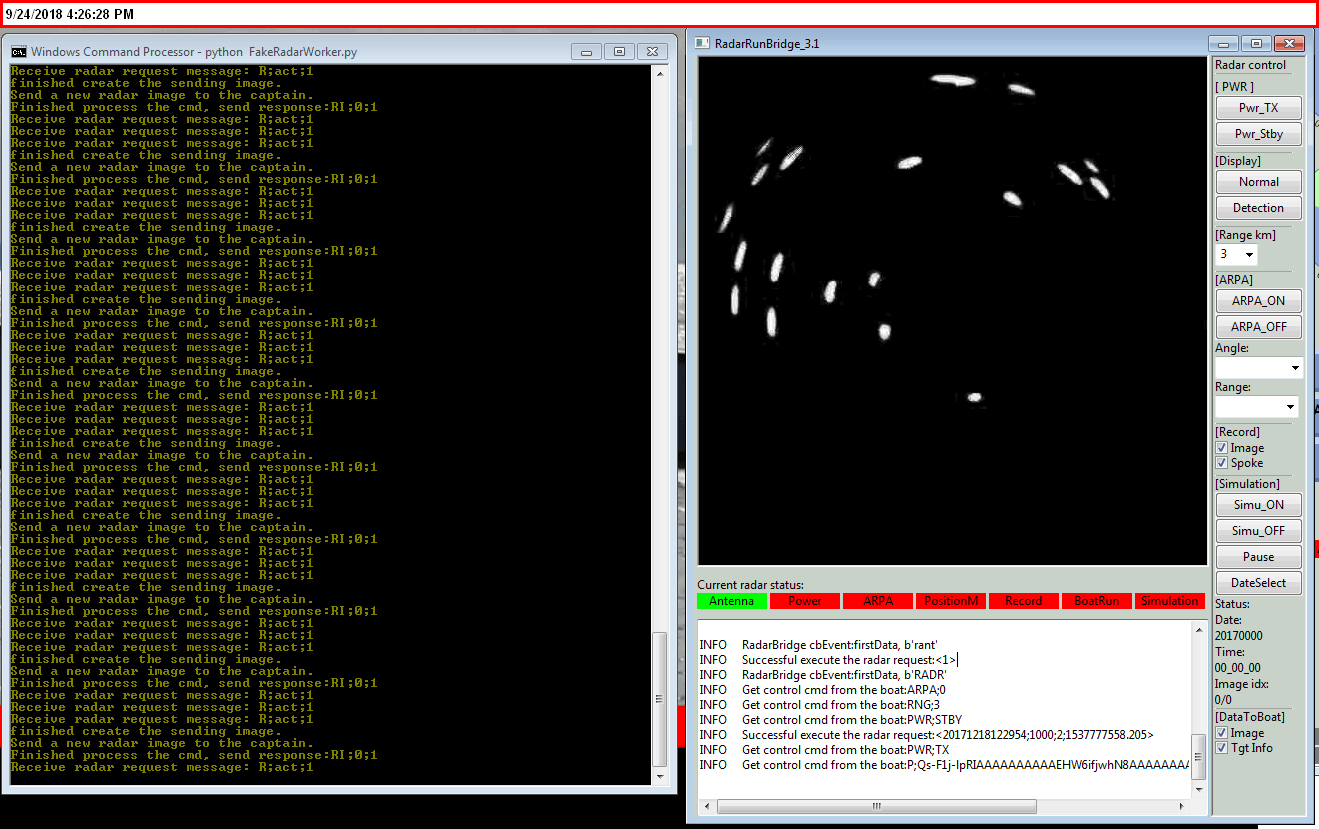 9/24/2018 4:26:28 PM
Windows Command Processor - python FakeRadarWorker.py
Receive radar request message: R;act;1
finished create the sending image.
Send a new radar image to the captain.
Finished process the cmd, send response:RI;0;1
Receive radar request message: R;act;1
Receive radar request message: R;act;1
Receive radar request message: R;act;1
finished create the sending image.
Send a new radar image to the captain.
Finished process the cmd, send response:RI;0;1
Receive radar request message: R;act;1
Receive radar request message: R;act;1
Receive radar request message: R;act;1
finished create the sending image.
Send a new radar image to the captain.
Finished process the cmd, send response:RI;0;1
Receive radar request message: R;act;1
Receive radar request message: R;act;1
Receive radar request message: R;act;1
finished create the sending image.
Send a new radar image to the captain.
Finished process the cmd, send response:RI;0;1
Receive radar request message: R;act;1
Receive radar request message: R;act;1
Receive radar request message: R;act;1
finished create the sending image.
Send a new radar image to the captain.
Finished process the cmd, send response:RI;0;1
Receive radar request message: R;act;1
Receive radar request message: R;act;1
Receive radar request message: R;act;1
finished create the sending image.
Send a new radar image to the captain.
Finished process the cmd, send response:RI;0;1
Receive radar request message: R;act;1
Receive radar request message: R;act;1
Receive radar request message: R;act;1
finished create the sending image.
Send a new radar image to the captain.
Finished process the cmd, send response:RI;0;1
Receive radar request message: R;act;1
Receive radar request message: R;act;1
Receive radar request message: R;act;1
finished create the sending image.
Send a new radar image to the captain.
Finished process the cmd, send response:RI;0;1
Receive radar request message: R;act;1
Receive radar request message: R;act;1
Receive radar request message: R;act;1
finished create the sending image.
Send a new radar image to the captain.
Finished process the cmd, send response:RI;0;1
Receive radar request message: R;act;1
Receive radar request message: R;act;1
Receive radar request message: R;act;1
finished create the sending image.
Send a new radar image to the captain.
Finished process the cmd, send response:RI;0;1
Receive radar request message: R;act;1
RadarRunBridge_3.1
Current radar status:
Antenna Power ARPA PositionM Record BoatRun Simulation
INFO RadarBridge cbEvent:firstData, b'rant'
INFO Successful execute the radar request:<1>
INFO RadarBridge cbEvent:firstData, b'RADR'
INFO Get control cmd from the boat:ARPA;0
INFO Get control cmd from the boat:RNG;3
INFO Get control cmd from the boat:PWR;STBY
INFO Successful execute the radar request:<20171218122954;1000;2;1537777558.205>
INFO Get control cmd from the boat:PWR;TX
INFO Get control cmd from the boat:P;Qs-F1j-IpRIAAAAAAAAAAEHW6ifjwhN8AAAAAAAA
Radar control
[ PWR ]
Pwr_TX
Pwr_Stby
[Display]
Normal
Detection
[Range km]
3
[ARPA]
ARPA_ON
ARPA_OFF
Angle:
Range:
[Record]
Image
Spoke
[Simulation]
Simu_ON
Simu_OFF
Pause
DateSelect
Status:
Date:
20170000
Time:
00_00_00
Image idx:
0/0
[DataToBoat]
Image
Tgt Info